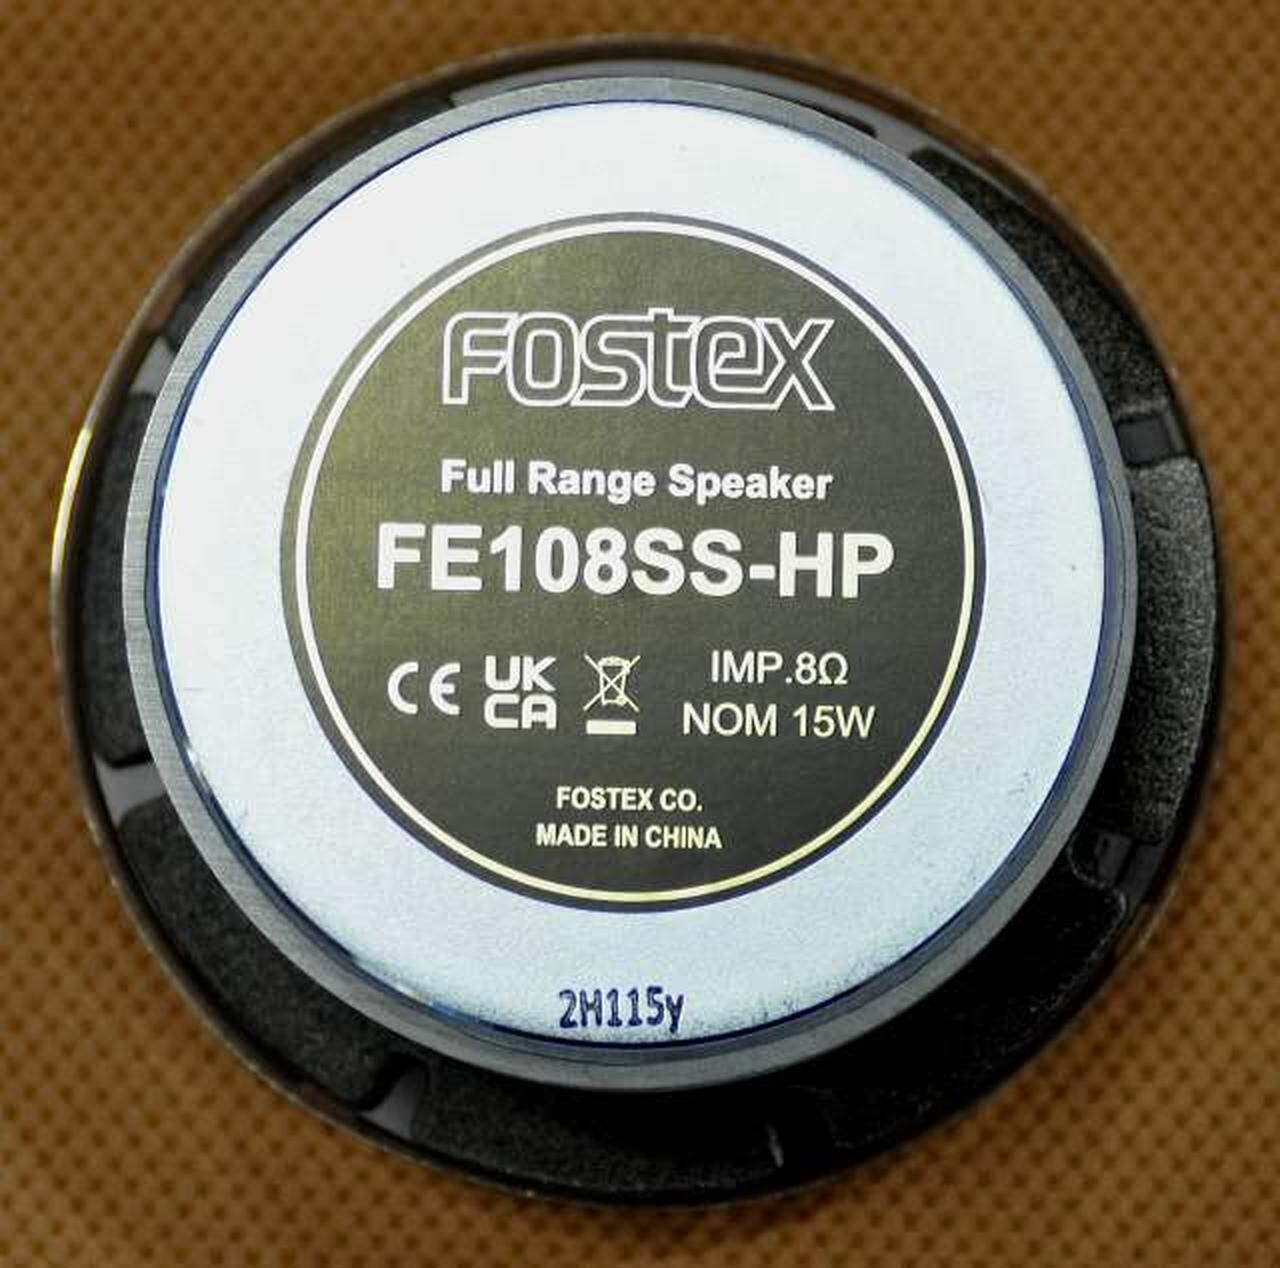 Fostex
Full Range Speaker
FE108SS-HP
CE UK CA IMP.8Ω
NOM 15W
FOSTEX CO.
MADE IN CHINA
2H115y